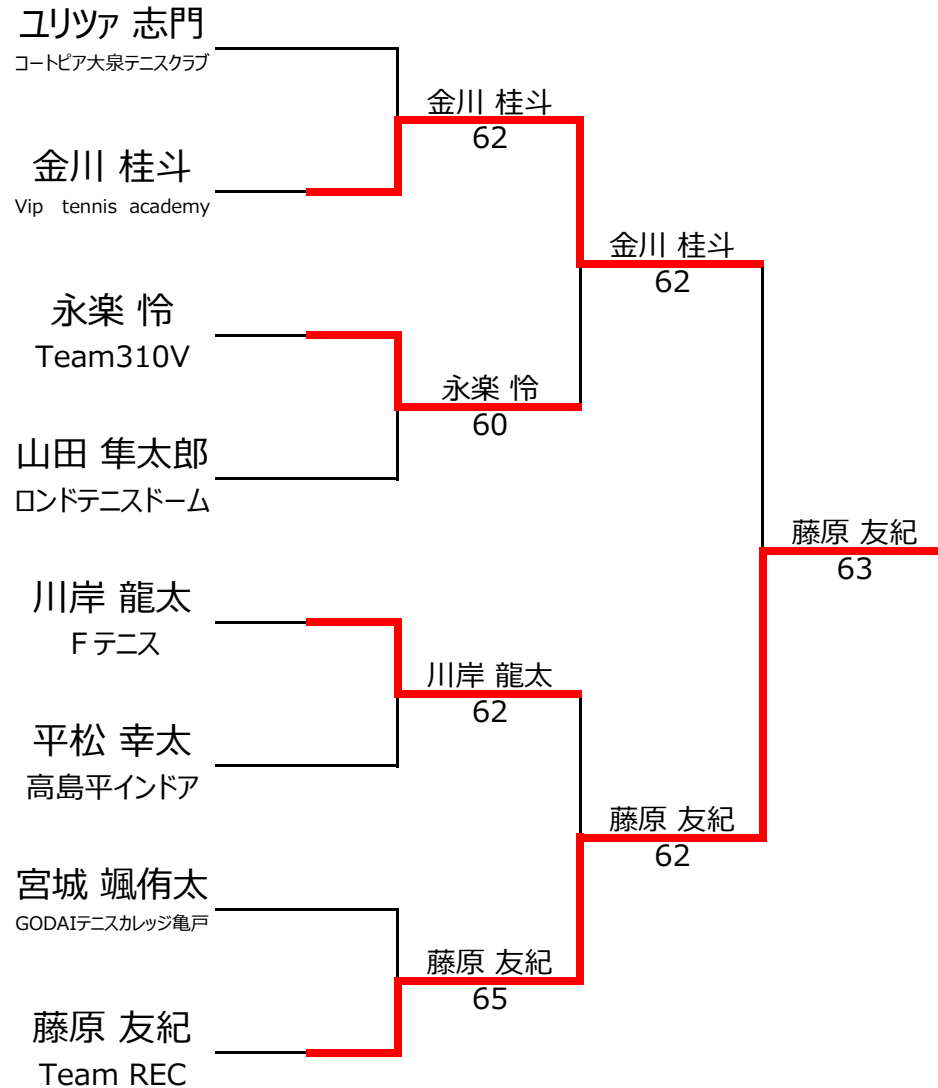 ユリツァ 志門
コートピア大泉テニスクラブ
金川 桂斗
62
金川 桂斗
Vip tennis academy
金川 桂斗
62
永楽 怜
Team310V
永楽 怜
60
山田 隼太郎
ロンドテニスドーム
藤原 友紀
63
川岸 龍太
Fテニス
川岸 龍太
62
平松 幸太
高島平インドア
藤原 友紀
62
宮城 颯侑太
GODAIテニスカレッジ亀戸
藤原 友紀
65
藤原 友紀
Team REC